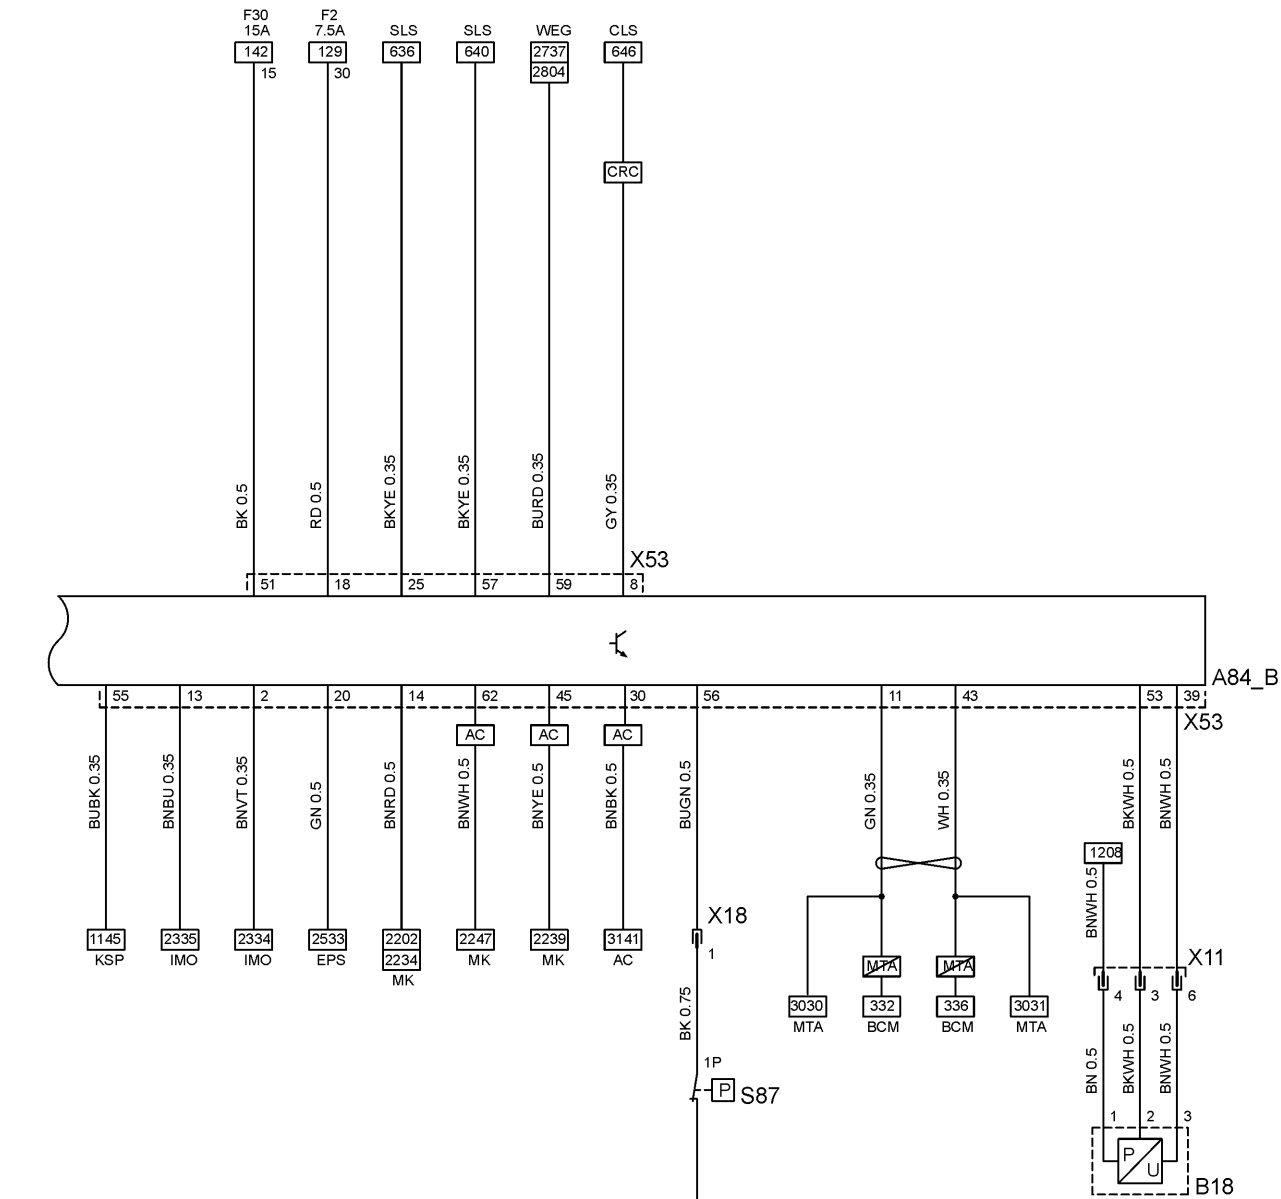 F30 F2
15A 7.5A SLS SLS WEG CLS
142 129 636 640 2737 646
15 30 2804
CRC
BK 0.5 RD 0.5 BKYE 0.35 BKYE 0.35 BURD 0.35 GY 0.35
X53
51 18 25 57 59 8
A84_B
55 13 2 20 14 62 45 30 56 11 43 53 39
X53
AC AC AC
BUBK 0.35 BNBU 0.35 BNVT 0.35 GN 0.5 BNRD 0.5 BNWH 0.5 BNYE 0.5 BNBK 0.5 BUGN 0.5 GN 0.35 WH 0.35 BKWH 0.5 BNWH 0.5
1208
BNWH 0.5
X18
1145 2335 2334 2533 2202 2247 2239 3141
KSP IMO IMO EPS 2234 MK MK AC
MK
1
X11
MTA MTA
4 3 6
3030 332 336 3031
MTA BCM BCM MTA
BK 0.75
BN 0.5 BKWH 0.5 BNWH 0.5
1P
P S87
1 2 3
P U
B18